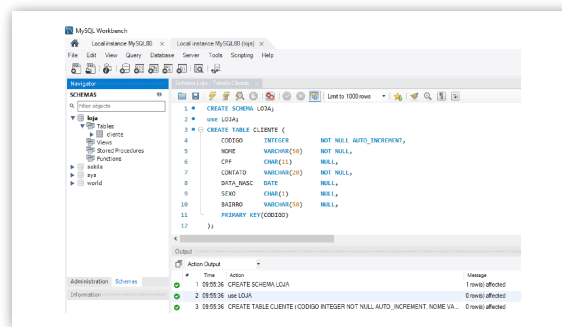 MySQL Workbench
Local instance MySQL80 × Local instance MySQL80 (loja) ×
File Edit View Query Database Server Tools Scripting Help
Navigator
Schema Loja - Tabela Cliente ×
SCHEMAS
Filter objects
Limit to 1000 rows
loja
Tables
cliente
Views
Stored Procedures
Functions
sakila
sys
world
1 CREATE SCHEMA LOJA;
2 use LOJA;
3 CREATE TABLE CLIENTE (
4 CODIGO INTEGER NOT NULL AUTO_INCREMENT,
5 NOME VARCHAR(50) NOT NULL,
6 CPF CHAR(11) NULL,
7 CONTATO VARCHAR(20) NOT NULL,
8 DATA_NASC DATE NULL,
9 SEXO CHAR(1) NULL,
10 BAIRRO VARCHAR(50) NULL,
11 PRIMARY KEY(CODIGO)
12 );
Output
Action Output
# Time Action Message
1 09:55:36 CREATE SCHEMA LOJA 1 row(s) affected
2 09:55:36 use LOJA 0 row(s) affected
3 09:55:36 CREATE TABLE CLIENTE ( CODIGO INTEGER NOT NULL AUTO_INCREMENT, NOME VA... 0 row(s) affected
Administration Schemas
Information